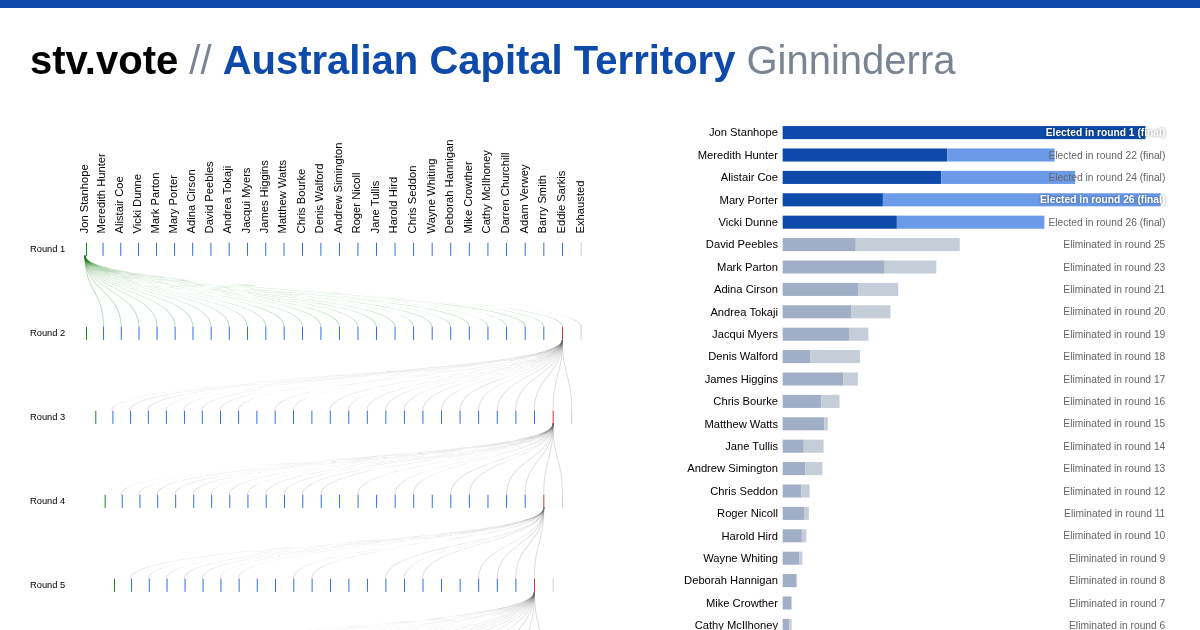 stv.vote // Australian Capital Territory Ginninderra
Jon Stanhope
Meredith Hunter
Alistair Coe
Vicki Dunne
Mark Parton
Mary Porter
Adina Cirson
David Peebles
Andrea Tokaji
Jacqui Myers
James Higgins
Matthew Watts
Chris Bourke
Denis Walford
Andrew Simington
Roger Nicoll
Jane Tullis
Harold Hird
Chris Seddon
Wayne Whiting
Deborah Hannigan
Mike Crowther
Cathy McIlhoney
Darren Churchill
Adam Verwey
Barry Smith
Eddie Sarkis
Exhausted
Round 1
Round 2
Round 3
Round 4
Round 5
Jon Stanhope Elected in round 1 (final)
Meredith Hunter Elected in round 22 (final)
Alistair Coe Elected in round 24 (final)
Mary Porter Elected in round 26 (final)
Vicki Dunne Elected in round 26 (final)
David Peebles Eliminated in round 25
Mark Parton Eliminated in round 23
Adina Cirson Eliminated in round 21
Andrea Tokaji Eliminated in round 20
Jacqui Myers Eliminated in round 19
Denis Walford Eliminated in round 18
James Higgins Eliminated in round 17
Chris Bourke Eliminated in round 16
Matthew Watts Eliminated in round 15
Jane Tullis Eliminated in round 14
Andrew Simington Eliminated in round 13
Chris Seddon Eliminated in round 12
Roger Nicoll Eliminated in round 11
Harold Hird Eliminated in round 10
Wayne Whiting Eliminated in round 9
Deborah Hannigan Eliminated in round 8
Mike Crowther Eliminated in round 7
Cathy McIlhoney Eliminated in round 6